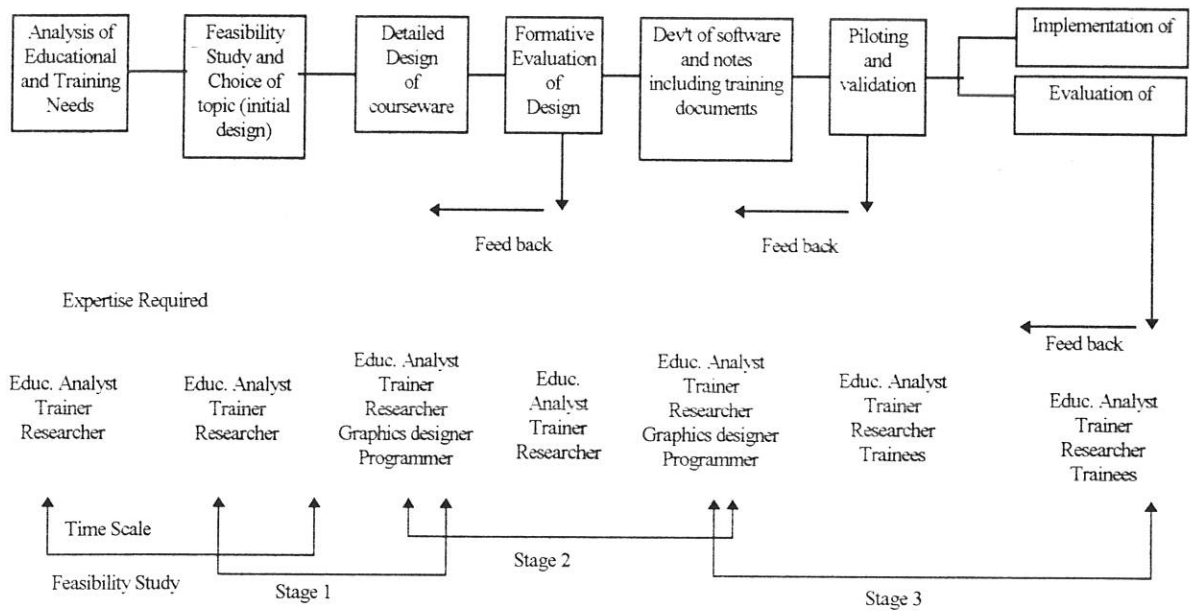 Analysis of
Educational
and Training
Needs
Feasibility
Study and
Choice of
topic (initial
design)
Detailed
Design
of
courseware
Formative
Evaluation
of
Design
Dev't of software
and notes
including training
documents
Piloting
and
validation
Implementation of
Evaluation of
Feed back
Feed back
Feed back
Expertise Required
Educ. Analyst
Trainer
Researcher
Educ. Analyst
Trainer
Researcher
Educ. Analyst
Trainer
Researcher
Graphics designer
Programmer
Educ.
Analyst
Trainer
Researcher
Educ. Analyst
Trainer
Researcher
Graphics designer
Programmer
Educ. Analyst
Trainer
Researcher
Trainees
Educ. Analyst
Trainer
Researcher
Trainees
Time Scale
Feasibility Study
Stage 1
Stage 2
Stage 3